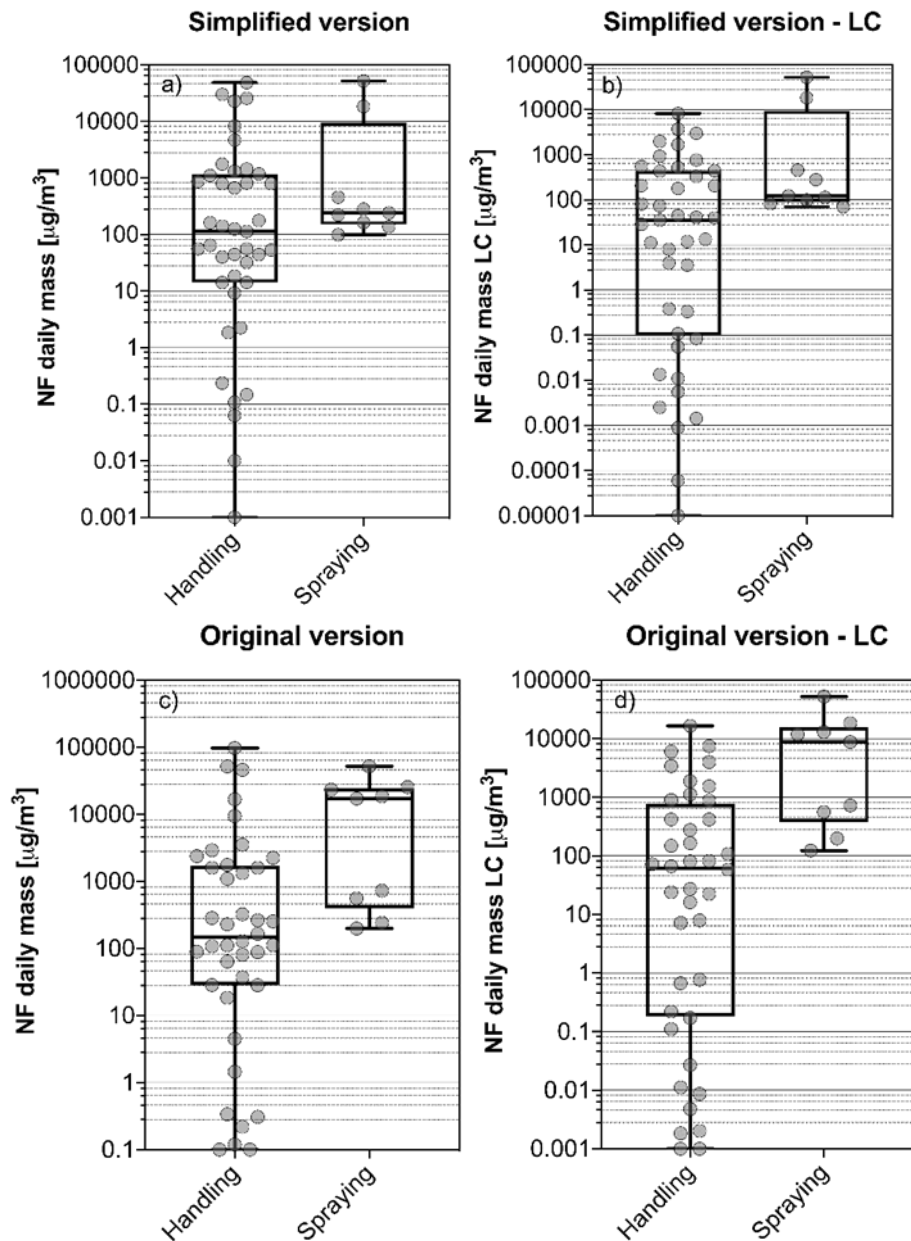 Simplified version
a)
NF daily mass [µg/m³]
100000
10000
1000
100
10
1
0.1
0.01
0.001
Handling
Spraying
Simplified version - LC
b)
NF daily mass LC [µg/m³]
100000
10000
1000
100
10
1
0.1
0.01
0.001
0.0001
0.00001
Handling
Spraying
Original version
c)
NF daily mass [µg/m³]
1000000
100000
10000
1000
100
10
1
0.1
Handling
Spraying
Original version - LC
d)
NF daily mass LC [µg/m³]
100000
10000
1000
100
10
1
0.1
0.01
0.001
Handling
Spraying